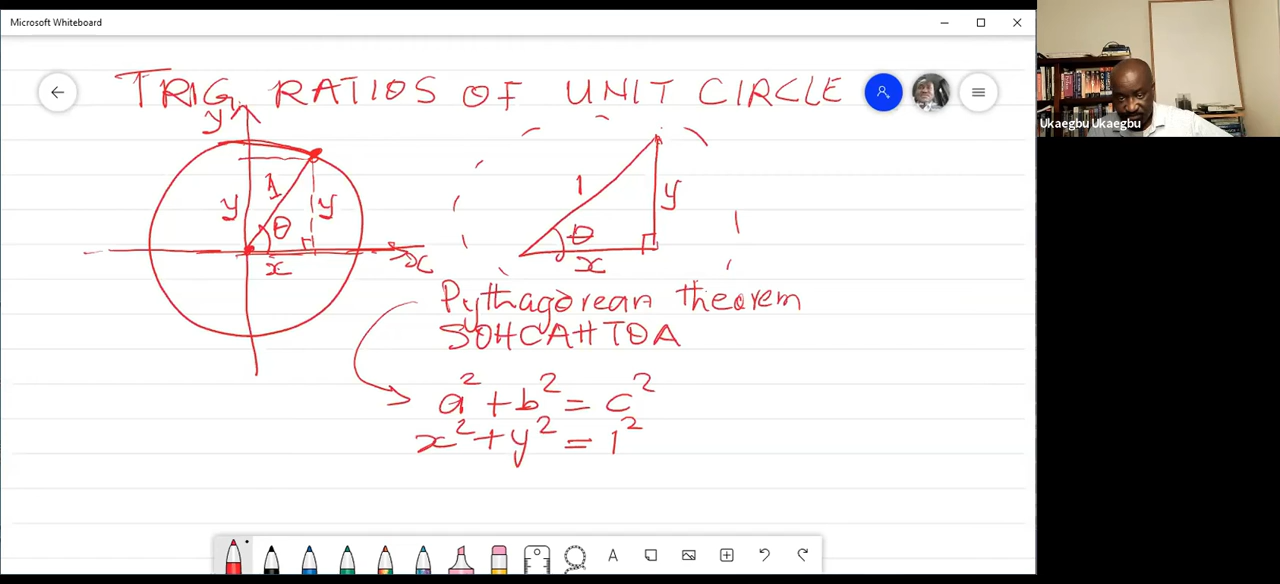 Microsoft Whiteboard
TRIG RATIOS OF UNIT CIRCLE
y
1
y
y
θ
x
x
1
y
θ
x
Pythagorean theorem
SOHCAHTOA
a² + b² = c²
x² + y² = 1²
Ukaegbu Ukaegbu
A